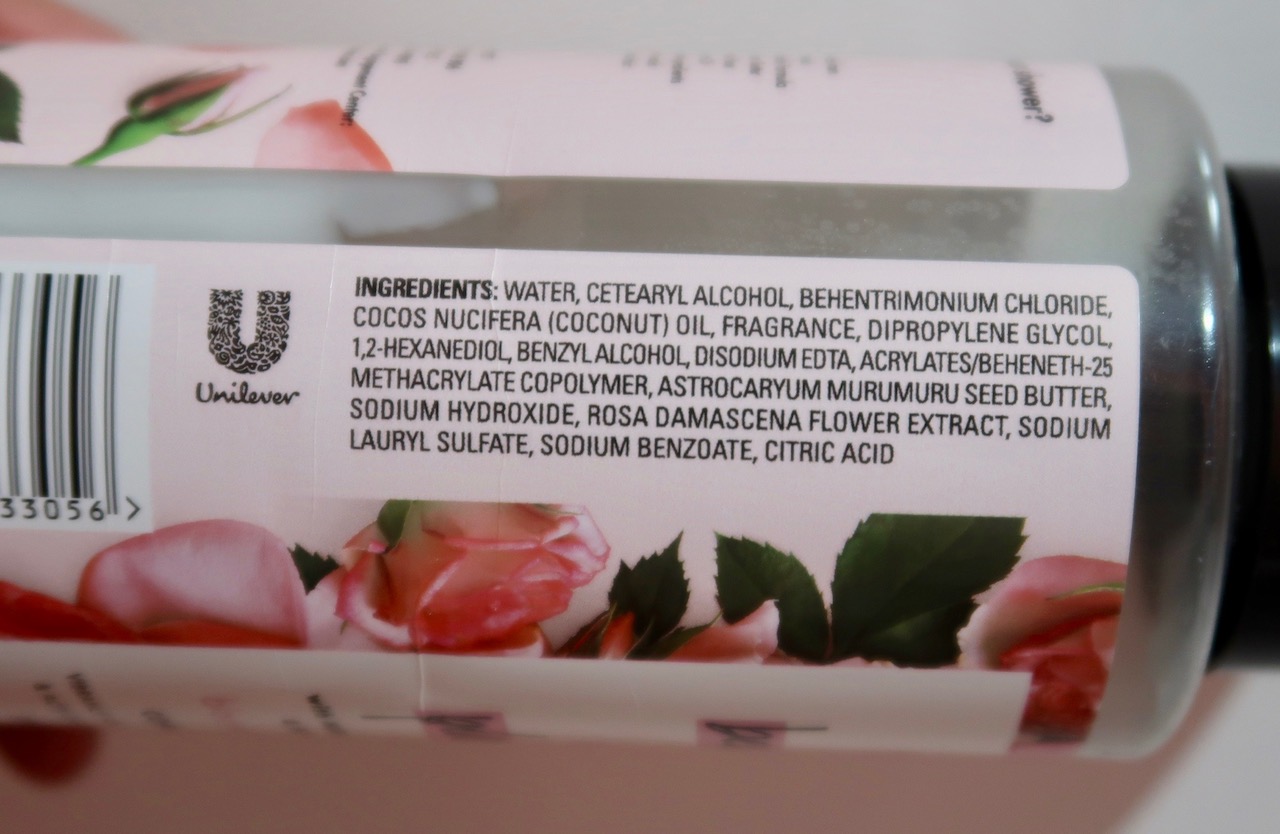 lower?
33056 >
Unilever
INGREDIENTS: WATER, CETEARYL ALCOHOL, BEHENTRIMONIUM CHLORIDE,
COCOS NUCIFERA (COCONUT) OIL, FRAGRANCE, DIPROPYLENE GLYCOL,
1,2-HEXANEDIOL, BENZYL ALCOHOL, DISODIUM EDTA, ACRYLATES/BEHENETH-25
METHACRYLATE COPOLYMER, ASTROCARYUM MURUMURU SEED BUTTER,
SODIUM HYDROXIDE, ROSA DAMASCENA FLOWER EXTRACT, SODIUM
LAURYL SULFATE, SODIUM BENZOATE, CITRIC ACID